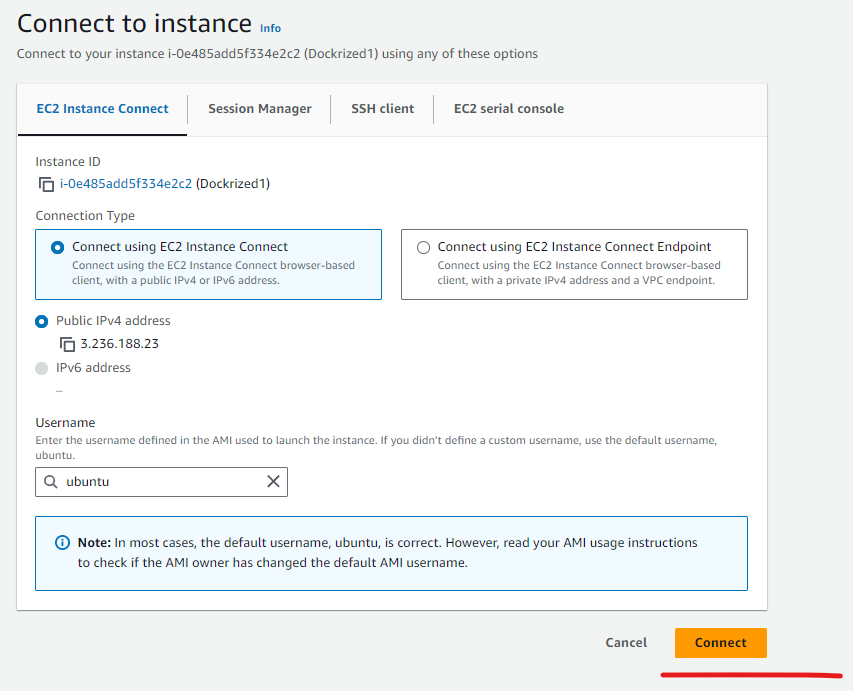 Connect to instance Info
Connect to your instance i-0e485add5f334e2c2 (Dockrized1) using any of these options
EC2 Instance Connect Session Manager SSH client EC2 serial console
Instance ID
i-0e485add5f334e2c2 (Dockrized1)
Connection Type
Connect using EC2 Instance Connect
Connect using the EC2 Instance Connect browser-based
client, with a public IPv4 or IPv6 address.
Connect using EC2 Instance Connect Endpoint
Connect using the EC2 Instance Connect browser-based
client, with a private IPv4 address and a VPC endpoint.
Public IPv4 address
3.236.188.23
IPv6 address
–
Username
Enter the username defined in the AMI used to launch the instance. If you didn't define a custom username, use the default username,
ubuntu.
ubuntu
Note: In most cases, the default username, ubuntu, is correct. However, read your AMI usage instructions
to check if the AMI owner has changed the default AMI username.
Cancel Connect